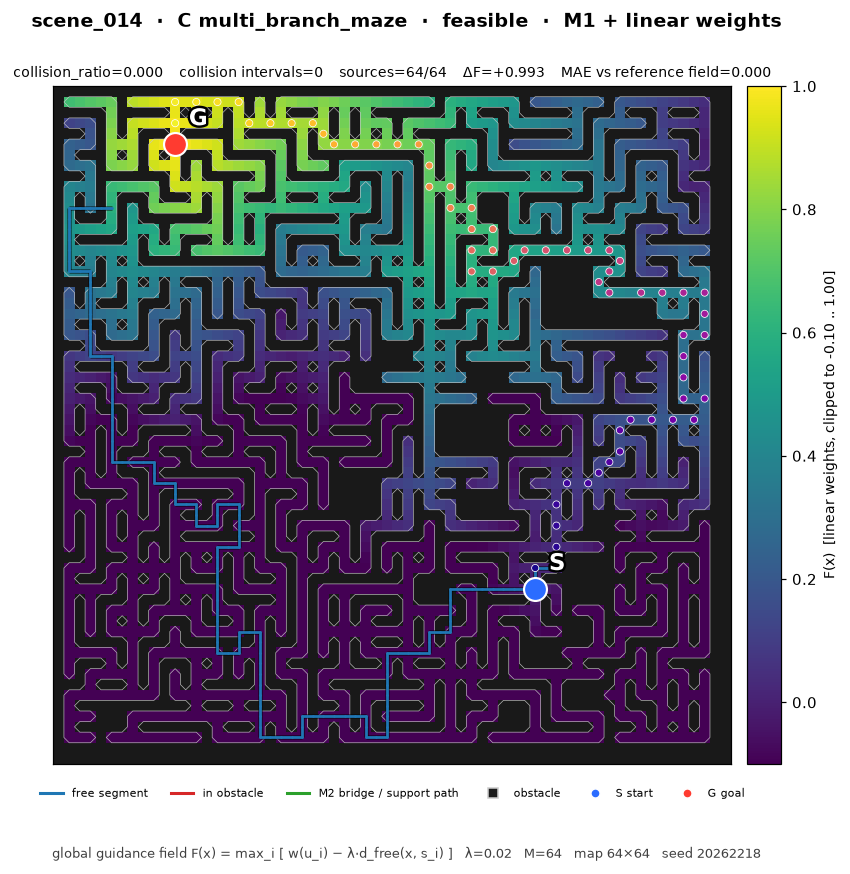 scene_014 · C multi_branch_maze · feasible · M1 + linear weights
collision_ratio=0.000 collision intervals=0 sources=64/64 ΔF=+0.993 MAE vs reference field=0.000
G
S
1.0
0.8
0.6
0.4
0.2
0.0
F(x) [linear weights, clipped to -0.10 .. 1.00]
free segment in obstacle M2 bridge / support path obstacle S start G goal
global guidance field F(x) = max_i [ w(u_i) − λ·d_free(x, s_i) ] λ=0.02 M=64 map 64×64 seed 20262218